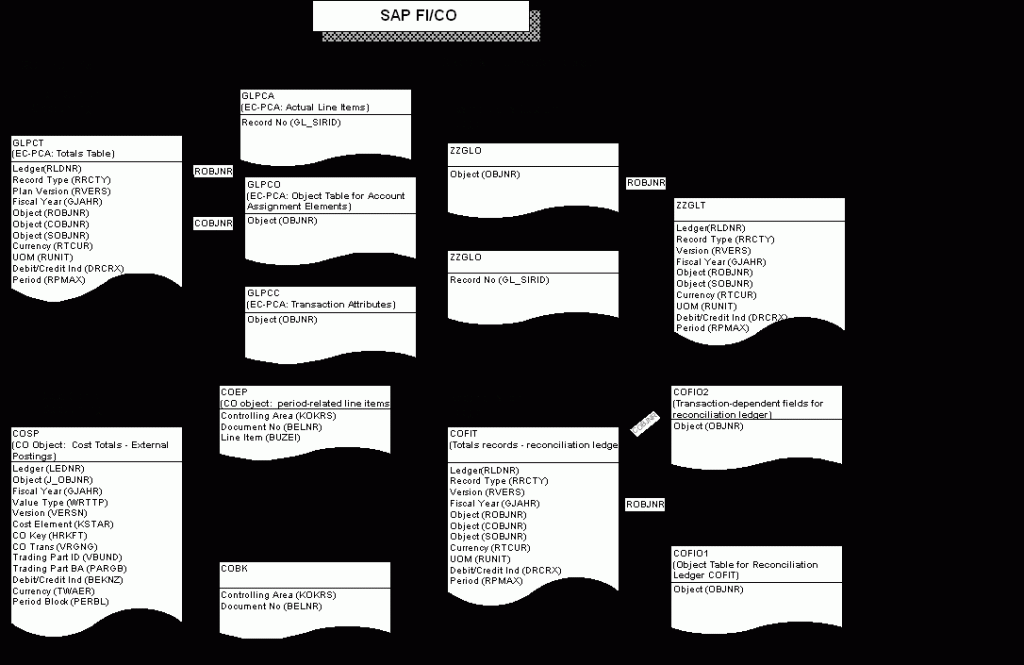 SAP FI/CO
GLPCA
(EC-PCA: Actual Line Items)
Record No (GL_SIRID)
GLPCT
(EC-PCA: Totals Table)
Ledger(RLDNR)
Record Type (RRCTY)
Plan Version (RVERS)
Fiscal Year (GJAHR)
Object (ROBJNR)
Object (COBJNR)
Object (SOBJNR)
Currency (RTCUR)
UOM (RUNIT)
Debit/Credit Ind (DRCRX)
Period (RPMAX)
ROBJNR
COBJNR
GLPCO
(EC-PCA: Object Table for Account
Assignment Elements)
Object (OBJNR)
GLPCC
(EC-PCA: Transaction Attributes)
Object (OBJNR)
ZZGLO
Object (OBJNR)
ROBJNR
ZZGLO
Record No (GL_SIRID)
ZZGLT
Ledger(RLDNR)
Record Type (RRCTY)
Version (RVERS)
Fiscal Year (GJAHR)
Object (ROBJNR)
Object (SOBJNR)
Currency (RTCUR)
UOM (RUNIT)
Debit/Credit Ind (DRCRX)
Period (RPMAX)
COSP
(CO Object:  Cost Totals - External
Postings)
Ledger (LEDNR)
Object (J_OBJNR)
Fiscal Year (GJAHR)
Value Type (WRTTP)
Version (VERSN)
Cost Element (KSTAR)
CO Key (HRKFT)
CO Trans (VRGNG)
Trading Part ID (VBUND)
Trading Part BA (PARGB)
Debit/Credit Ind (BEKNZ)
Currency (TWAER)
Period Block (PERBL)
COEP
(CO object:  period-related line items
Controlling Area (KOKRS)
Document No (BELNR)
Line Item (BUZEI)
COBK
Controlling Area (KOKRS)
Document No (BELNR)
COFIT
(Totals records - reconciliation ledge
Ledger(RLDNR)
Record Type (RRCTY)
Version (RVERS)
Fiscal Year (GJAHR)
Object (ROBJNR)
Object (COBJNR)
Object (SOBJNR)
Currency (RTCUR)
UOM (RUNIT)
Debit/Credit Ind (DRCRX)
Period (RPMAX)
ROBJNR
COFIO2
(Transaction-dependent fields for
reconciliation ledger)
Object (OBJNR)
COFIO1
(Object Table for Reconciliation
Ledger COFIT)
Object (OBJNR)